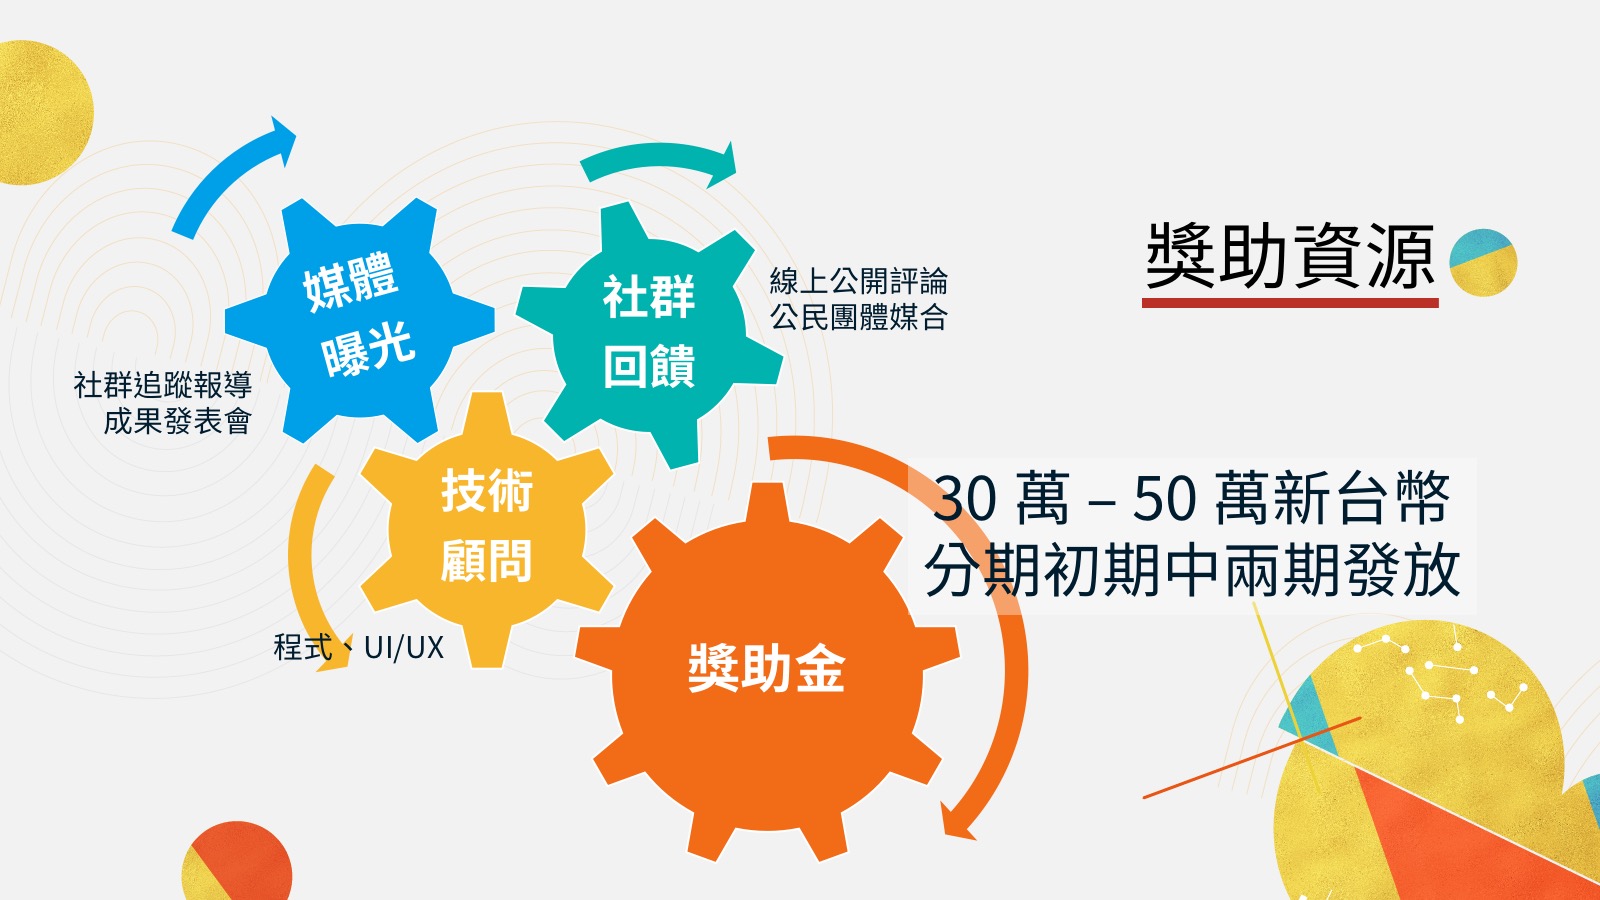 獎助資源
媒體
曝光
社群追蹤報導
成果發表會
社群
回饋
線上公開評論
公民團體媒合
技術
顧問
程式、UI/UX
獎助金
30 萬 – 50 萬新台幣
分期初期中兩期發放